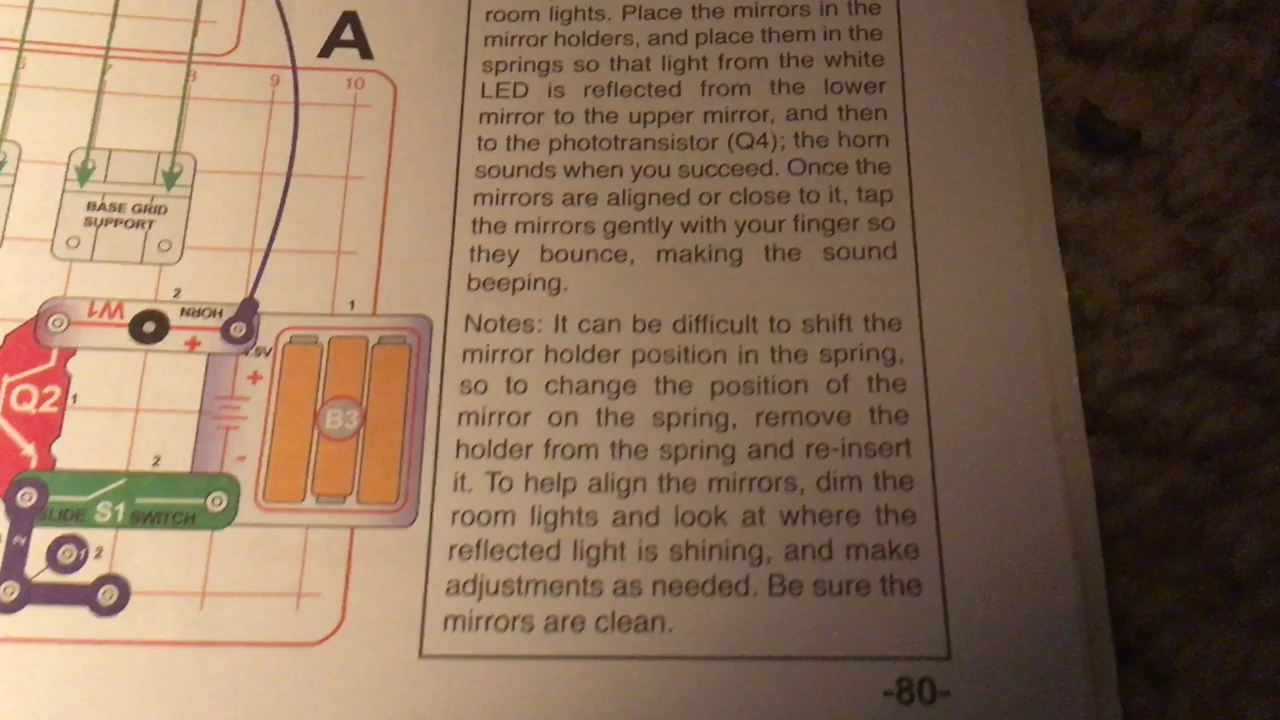 A
6
7
8
9
10
BASE GRID
SUPPORT
2
W1
HORN
+
1
+
B3
-
Q2
1
2
SLIDE S1 SWITCH
2
1
2
room lights. Place the mirrors in the
mirror holders, and place them in the
springs so that light from the white
LED is reflected from the lower
mirror to the upper mirror, and then
to the phototransistor (Q4); the horn
sounds when you succeed. Once the
mirrors are aligned or close to it, tap
the mirrors gently with your finger so
they bounce, making the sound
beeping.
Notes: It can be difficult to shift the
mirror holder position in the spring,
so to change the position of the
mirror on the spring, remove the
holder from the spring and re-insert
it. To help align the mirrors, dim the
room lights and look at where the
reflected light is shining, and make
adjustments as needed. Be sure the
mirrors are clean.
-80-